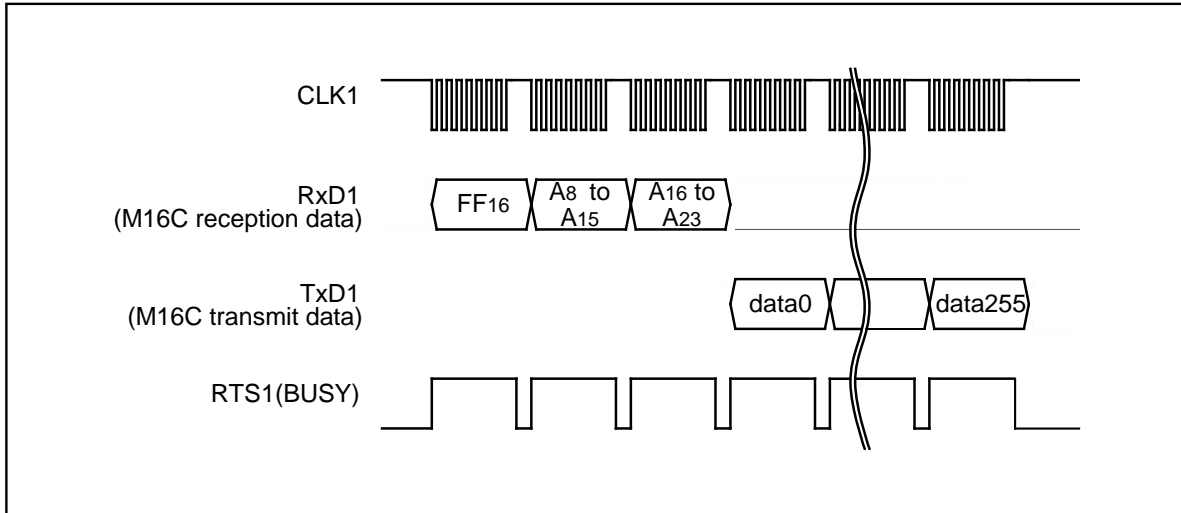 CLK1
RxD1
(M16C reception data)
FF16
A8 to
A15
A16 to
A23
TxD1
(M16C transmit data)
data0
data255
RTS1(BUSY)